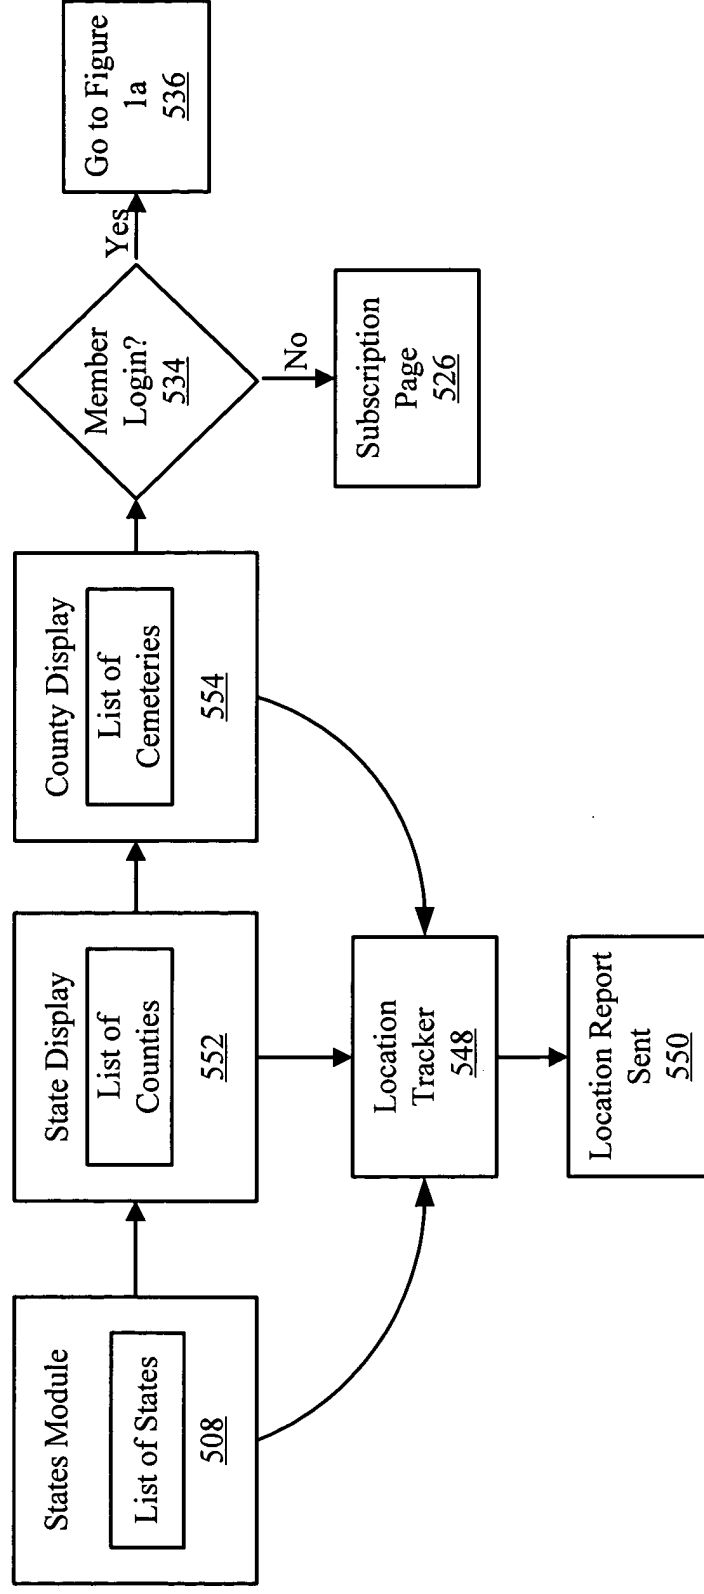 States Module
List of States
508
State Display
List of
Counties
552
County Display
List of
Cemeteries
554
Member
Login?
534
Yes
Go to Figure
1a
536
No
Subscription
Page
526
Location
Tracker
548
Location Report
Sent
550